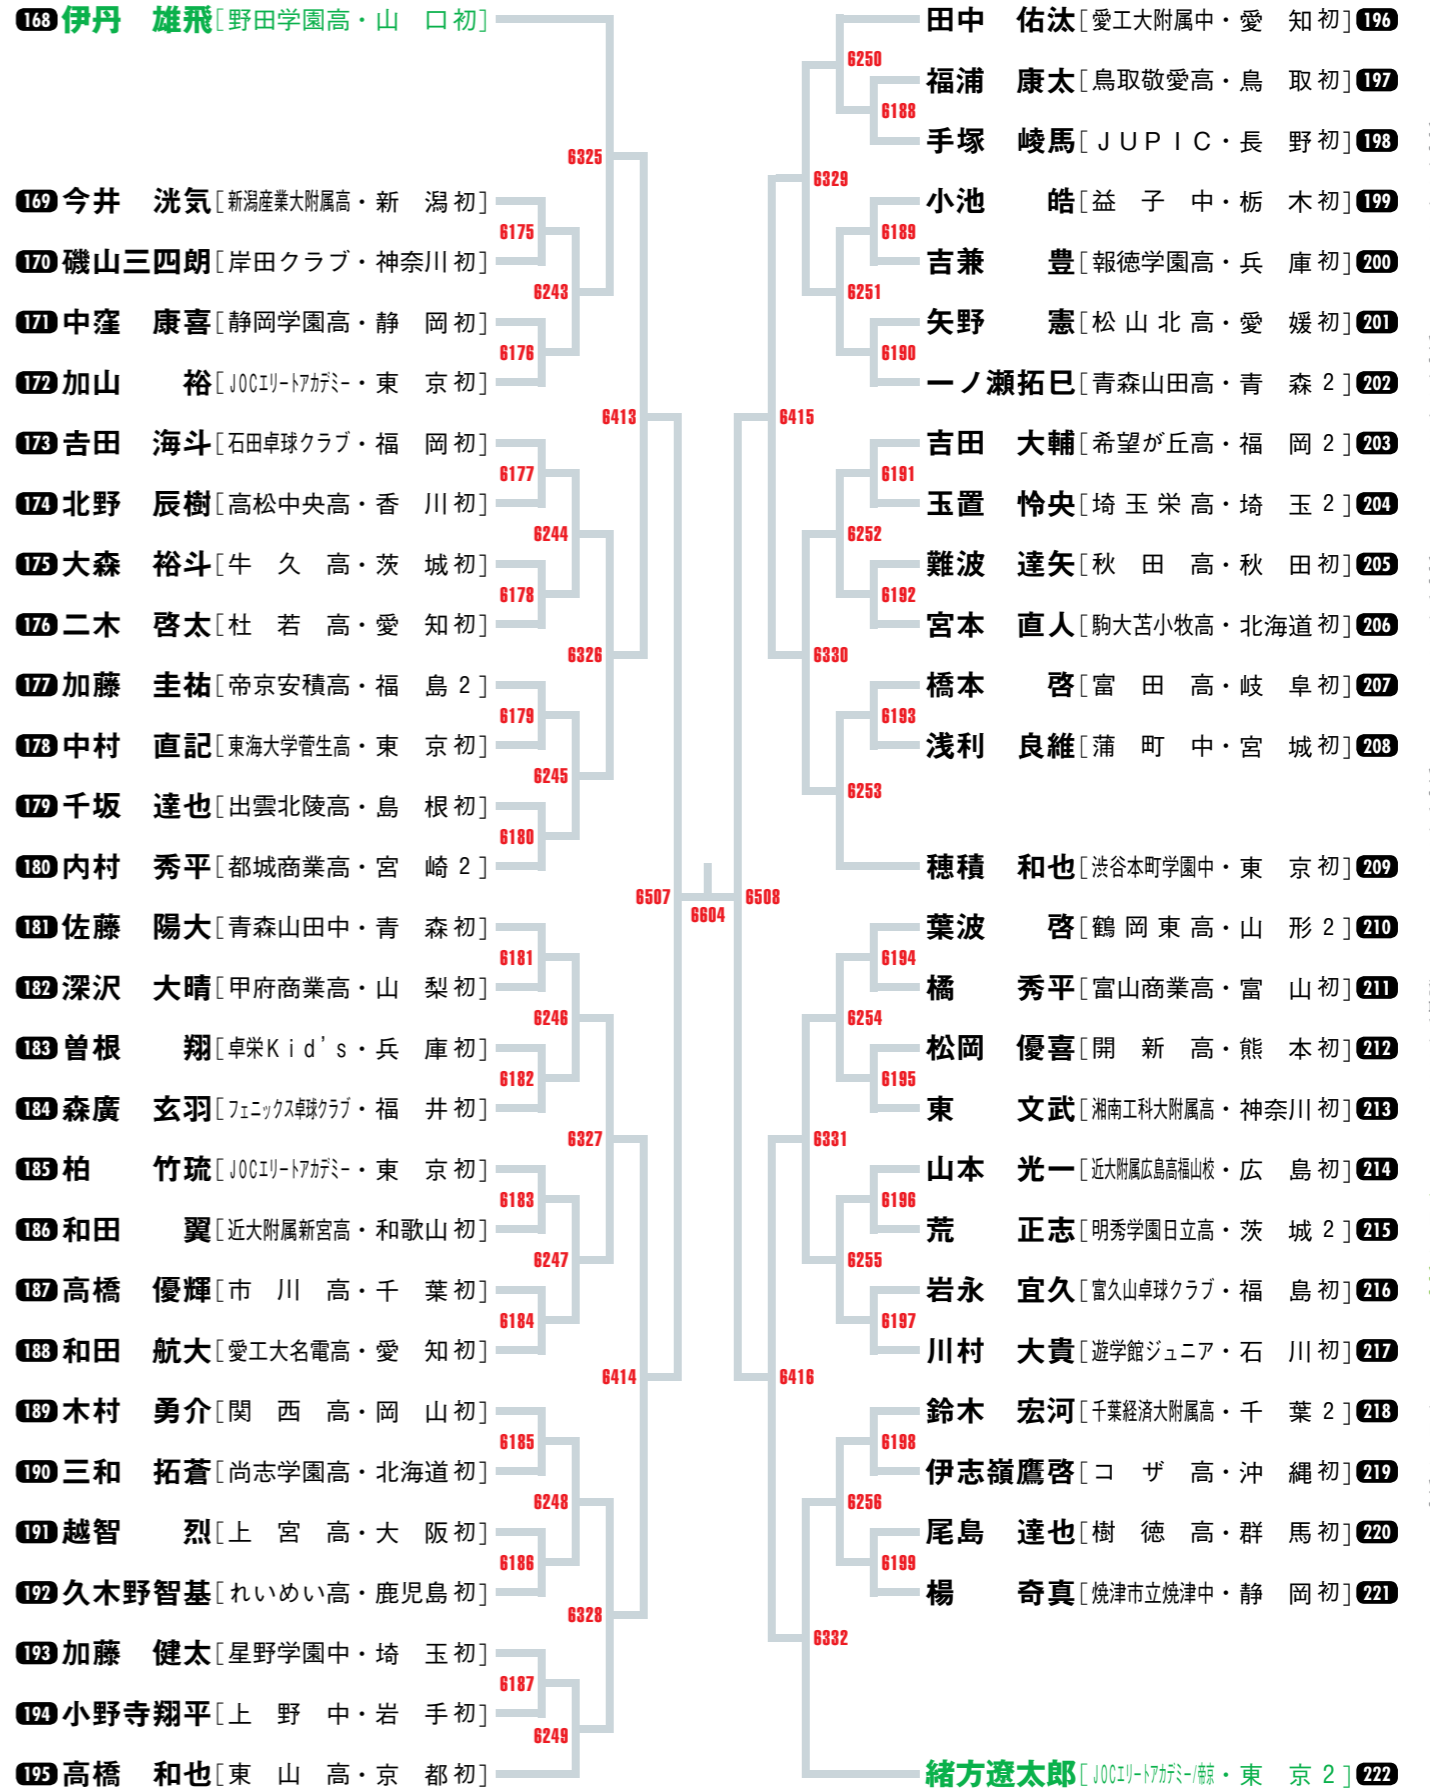 168 伊丹　雄飛［野田学園高・山　口初］
6325
169 今井　洸気［新潟産業大附属高・新　潟初］
6175
170 磯山三四朗［岸田クラブ・神奈川初］
6243
171 中窪　康喜［静岡学園高・静　岡初］
6176
172 加山　　裕［JOCエリートアカデミー・東　京初］
6413
173 吉田　海斗［石田卓球クラブ・福　岡初］
6177
174 北野　辰樹［高松中央高・香　川初］
6244
175 大森　裕斗［牛　久　高・茨　城初］
6178
176 二木　啓太［杜　若　高・愛　知初］
6326
177 加藤　圭祐［帝京安積高・福　島２］
6179
178 中村　直記［東海大学菅生高・東　京初］
6245
179 千坂　達也［出雲北陵高・島　根初］
6180
180 内村　秀平［都城商業高・宮　崎２］
6507
181 佐藤　陽大［青森山田中・青　森初］
6181
182 深沢　大晴［甲府商業高・山　梨初］
6246
183 曽根　　翔［卓栄Ｋｉｄ’ｓ・兵　庫初］
6182
184 森廣　玄羽［フェニックス卓球クラブ・福　井初］
6327
185 柏　　竹琉［JOCエリートアカデミー・東　京初］
6183
186 和田　　翼［近大附属新宮高・和歌山初］
6247
187 高橋　優輝［市　川　高・千　葉初］
6184
188 和田　航大［愛工大名電高・愛　知初］
6414
189 木村　勇介［関　西　高・岡　山初］
6185
190 三和　拓蒼［尚志学園高・北海道初］
6248
191 越智　　烈［上　宮　高・大　阪初］
6186
192 久木野智基［れいめい高・鹿児島初］
6328
193 加藤　健太［星野学園中・埼　玉初］
6187
194 小野寺翔平［上　野　中・岩　手初］
6249
195 高橋　和也［東　山　高・京　都初］
6604
田中　佑汰［愛工大附属中・愛　知初］196
6250
福浦　康太［鳥取敬愛高・鳥　取初］197
6188
手塚　崚馬［ＪＵＰＩＣ・長　野初］198
6329
小池　　皓［益　子　中・栃　木初］199
6189
吉兼　　豊［報徳学園高・兵　庫初］200
6251
矢野　　憲［松山北高・愛　媛初］201
6190
一ノ瀬拓巳［青森山田高・青　森２］202
6415
吉田　大輔［希望が丘高・福　岡２］203
6191
玉置　怜央［埼玉栄高・埼　玉２］204
6252
難波　達矢［秋　田　高・秋　田初］205
6192
宮本　直人［駒大苫小牧高・北海道初］206
6330
橋本　　啓［富　田　高・岐　阜初］207
6193
浅利　良維［蒲　町　中・宮　城初］208
6253
穂積　和也［渋谷本町学園中・東　京初］209
6508
葉波　　啓［鶴岡東高・山　形２］210
6194
橘　　秀平［富山商業高・富　山初］211
6254
松岡　優喜［開　新　高・熊　本初］212
6195
東　　文武［湘南工科大附属高・神奈川初］213
6331
山本　光一［近大附属広島高福山校・広　島初］214
6196
荒　　正志［明秀学園日立高・茨　城２］215
6255
岩永　宜久［富久山卓球クラブ・福　島初］216
6197
川村　大貴［遊学館ジュニア・石　川初］217
6416
鈴木　宏河［千葉経済大附属高・千　葉２］218
6198
伊志嶺鷹啓［コ　ザ　高・沖　縄初］219
6256
尾島　達也［樹　徳　高・群　馬初］220
6199
楊　　奇真［焼津市立焼津中・静　岡初］221
6332
緒方遼太郎［JOCエリートアカデミー/帝京・東　京２］222